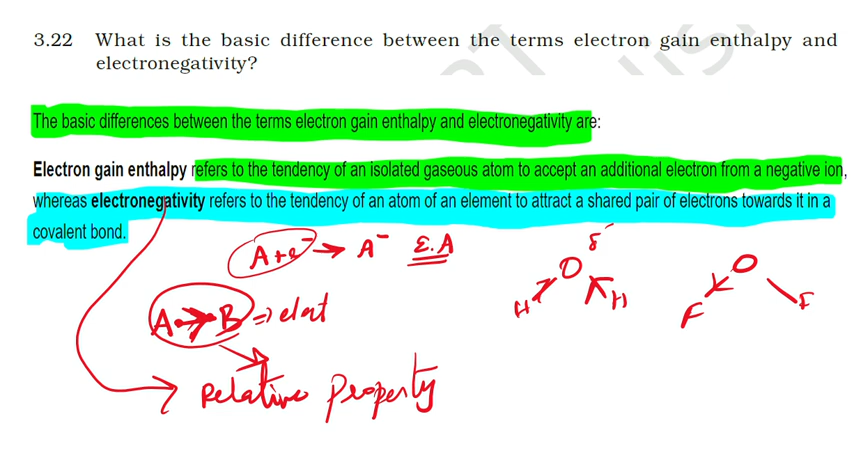 3.22 What is the basic difference between the terms electron gain enthalpy and
electronegativity?
The basic differences between the terms electron gain enthalpy and electronegativity are:
Electron gain enthalpy refers to the tendency of an isolated gaseous atom to accept an additional electron from a negative ion,
whereas electronegativity refers to the tendency of an atom of an element to attract a shared pair of electrons towards it in a
covalent bond.
A+e⁻ → A⁻ E.A
δ⁻
O
H H
O
F F
A → B ⇒ elat
Relative Property